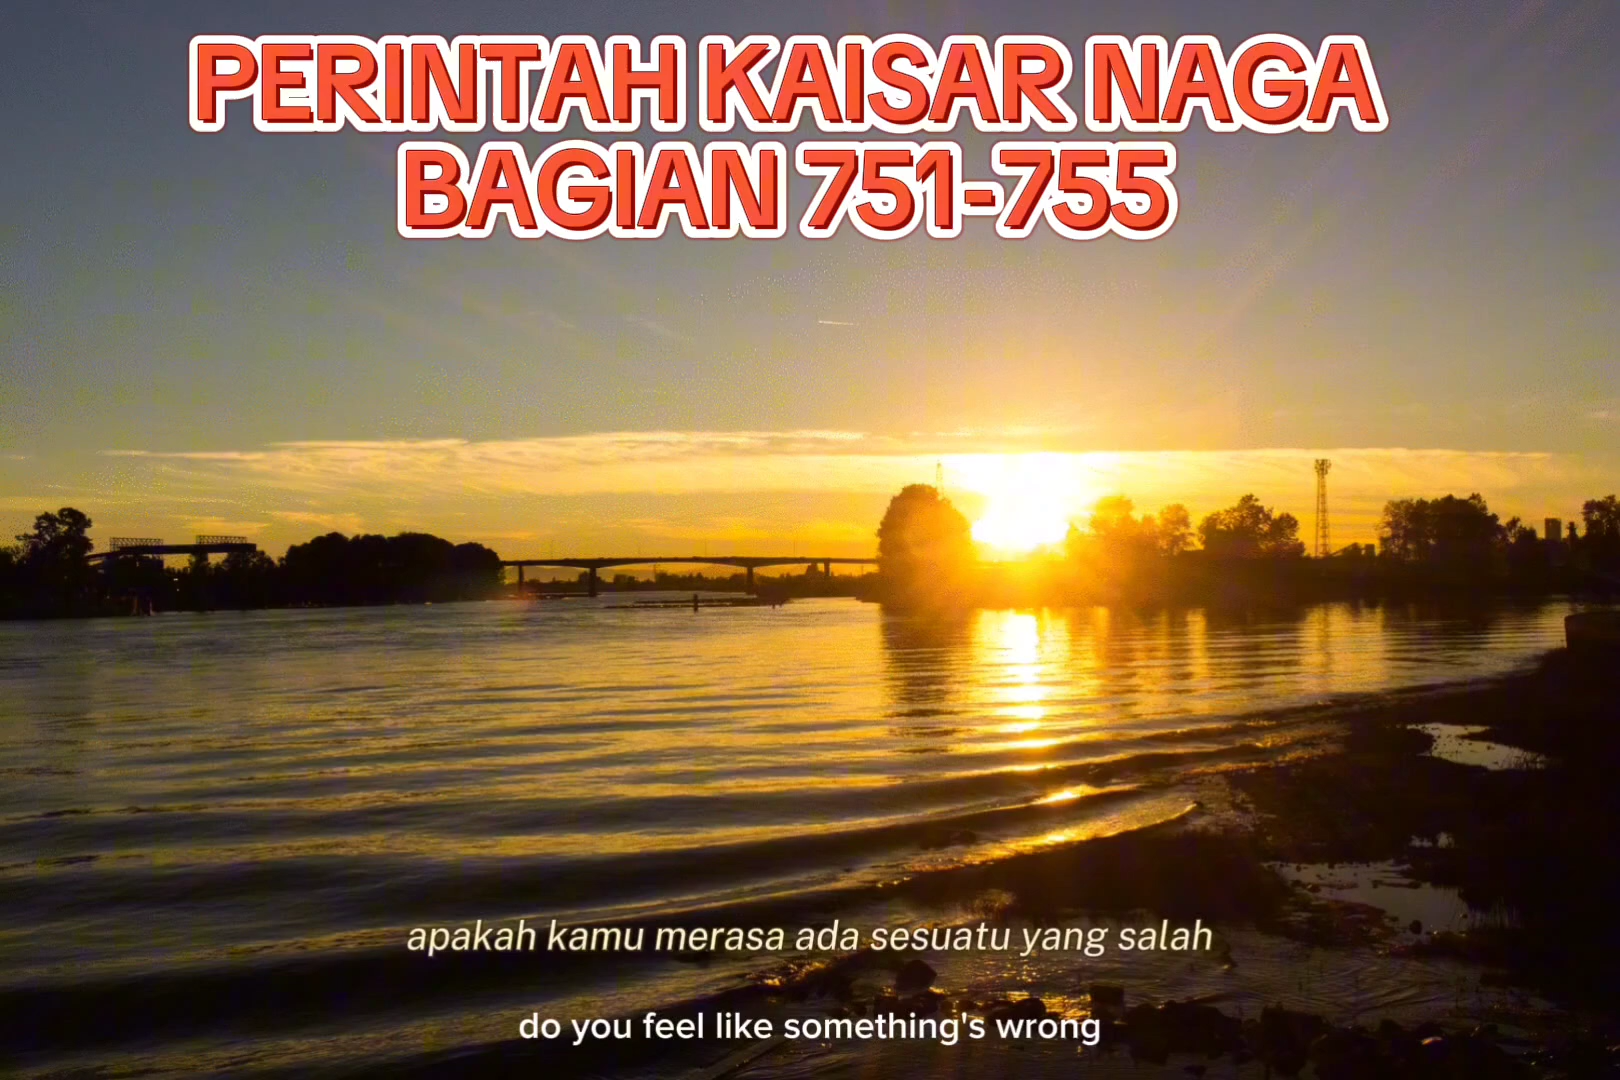 PERINTAH KAISAR NAGA
BAGIAN 751-755
apakah kamu merasa ada sesuatu yang salah
do you feel like something's wrong